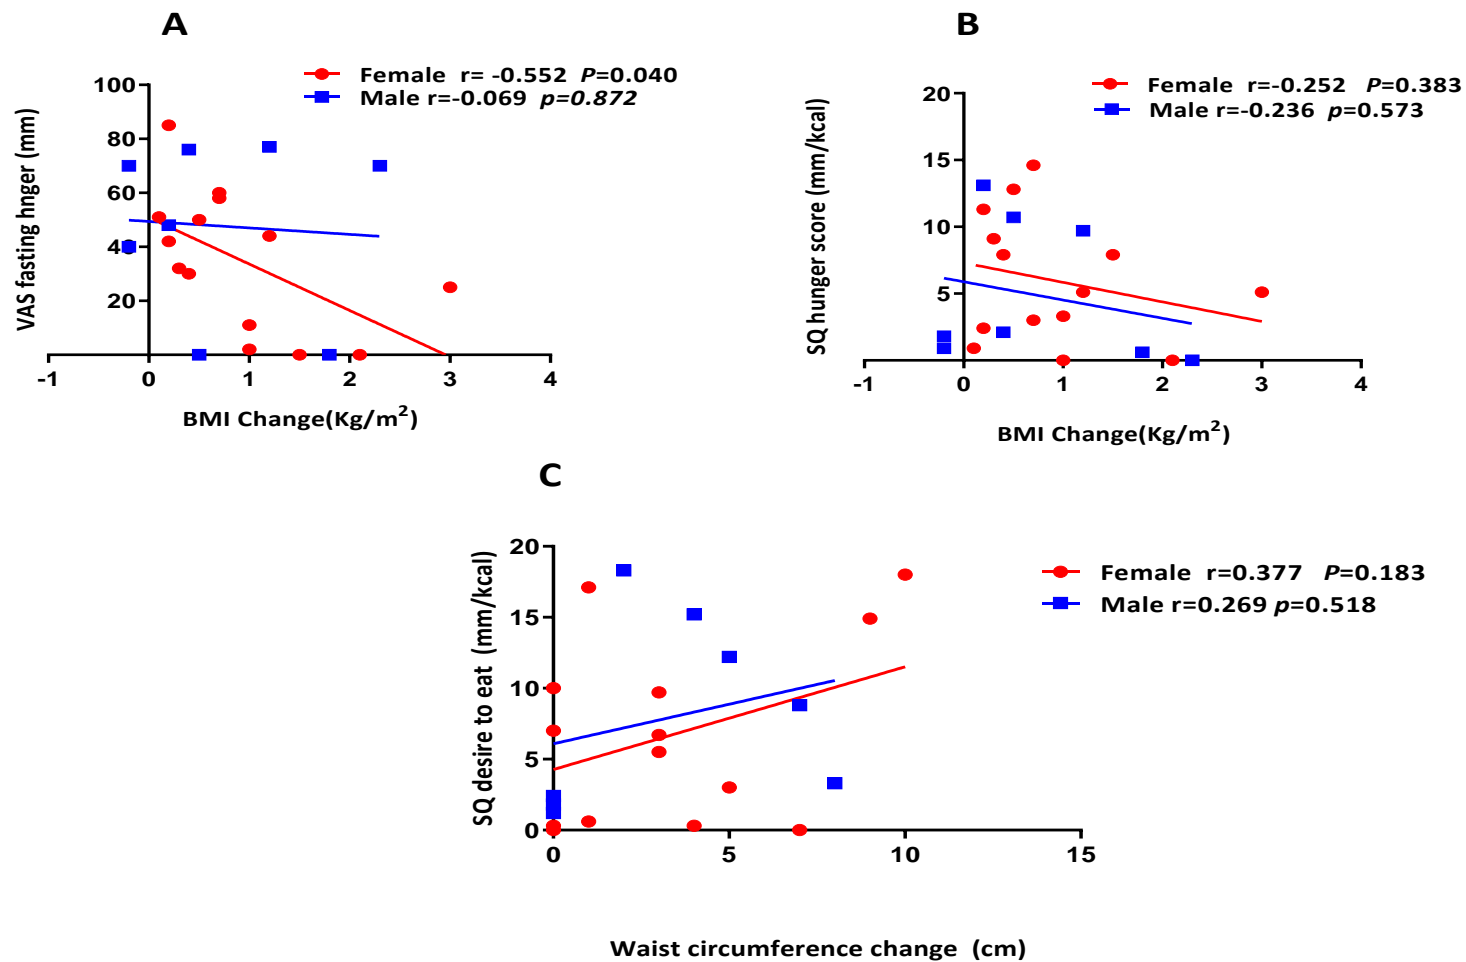 A
Female r= -0.552 P=0.040
Male r=-0.069 p=0.872
VAS fasting hnger (mm)
100
80
60
40
20
-1 0 1 2 3 4
BMI Change(Kg/m²)
B
Female r=-0.252 P=0.383
Male r=-0.236 p=0.573
SQ hunger score (mm/kcal)
20
15
10
5
-1 0 1 2 3 4
BMI Change(Kg/m²)
C
Female r=0.377 P=0.183
Male r=0.269 p=0.518
SQ desire to eat (mm/kcal)
20
15
10
5
0
0 5 10 15
Waist circumference change (cm)